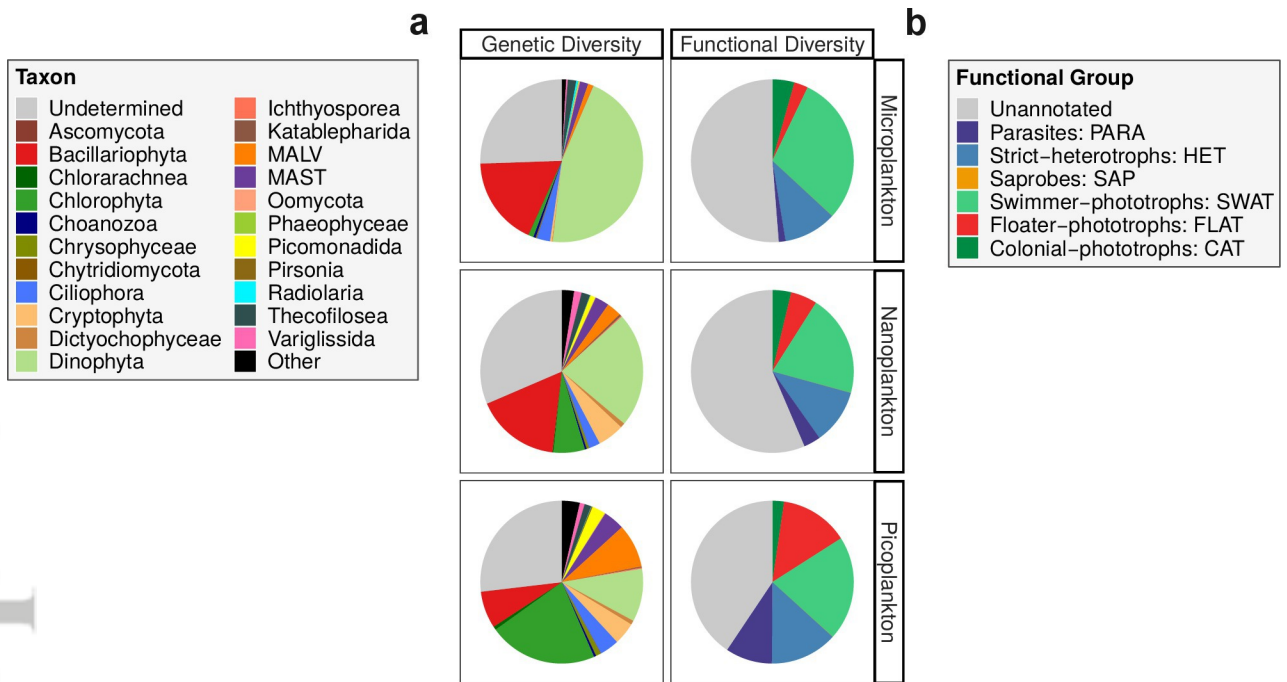 a
b
Genetic Diversity
Functional Diversity
Taxon
Undetermined
Ascomycota
Bacillariophyta
Chlorarachnea
Chlorophyta
Choanozoa
Chrysophyceae
Chytridiomycota
Ciliophora
Cryptophyta
Dictyochophyceae
Dinophyta
Ichthyosporea
Katablepharida
MALV
MAST
Oomycota
Phaeophyceae
Picomonadida
Pirsonia
Radiolaria
Thecofilosea
Variglissida
Other
Microplankton
Nanoplankton
Picoplankton
Functional Group
Unannotated
Parasites: PARA
Strict−heterotrophs: HET
Saprobes: SAP
Swimmer−phototrophs: SWAT
Floater−phototrophs: FLAT
Colonial−phototrophs: CAT